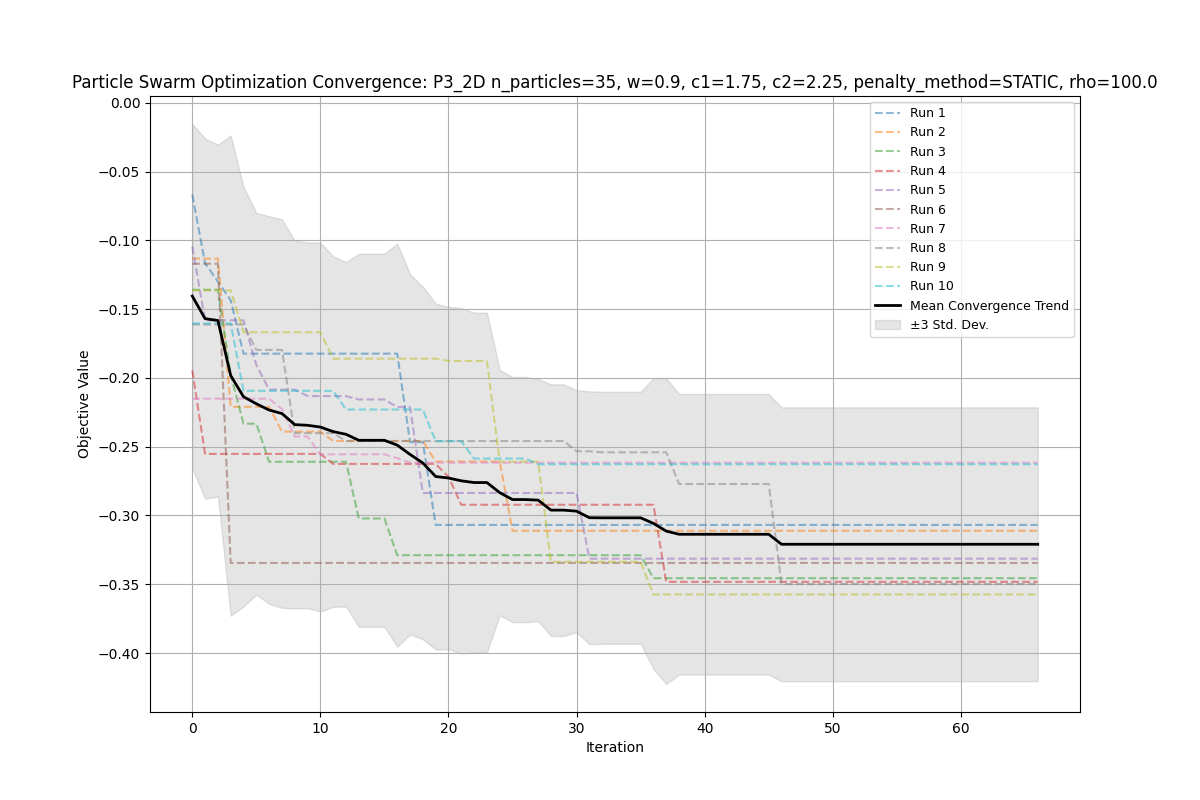 Particle Swarm Optimization Convergence: P3_2D n_particles=35, w=0.9, c1=1.75, c2=2.25, penalty_method=STATIC, rho=100.0
0.00
−0.05
−0.10
−0.15
−0.20
−0.25
−0.30
−0.35
−0.40
Objective Value
Run 1
Run 2
Run 3
Run 4
Run 5
Run 6
Run 7
Run 8
Run 9
Run 10
Mean Convergence Trend
±3 Std. Dev.
0 10 20 30 40 50 60
Iteration